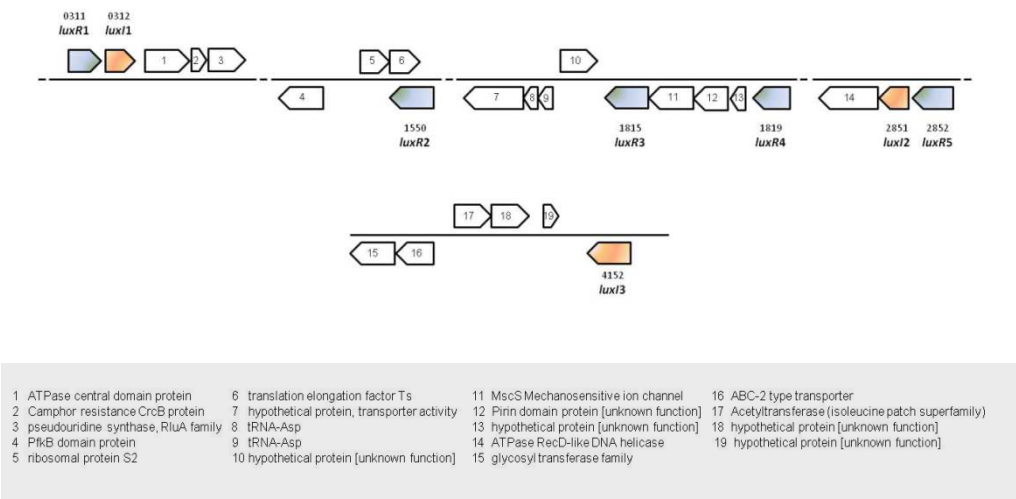 0311 0312
luxR1 luxI1
1 2 3 5 6 10
4 7 8 9 11 12 13 14
1550 1815 1819 2851 2852
luxR2 luxR3 luxR4 luxI2 luxR5
17 18 19
15 16
4152
luxI3
1 ATPase central domain protein
2 Camphor resistance CrcB protein
3 pseudouridine synthase, RluA family
4 PfkB domain protein
5 ribosomal protein S2
6 translation elongation factor Ts
7 hypothetical protein, transporter activity
8 tRNA-Asp
9 tRNA-Asp
10 hypothetical protein [unknown function]
11 MscS Mechanosensitive ion channel
12 Pirin domain protein [unknown function]
13 hypothetical protein [unknown function]
14 ATPase RecD-like DNA helicase
15 glycosyl transferase family
16 ABC-2 type transporter
17 Acetyltransferase (isoleucine patch superfamily)
18 hypothetical protein [unknown function]
19 hypothetical protein [unknown function]